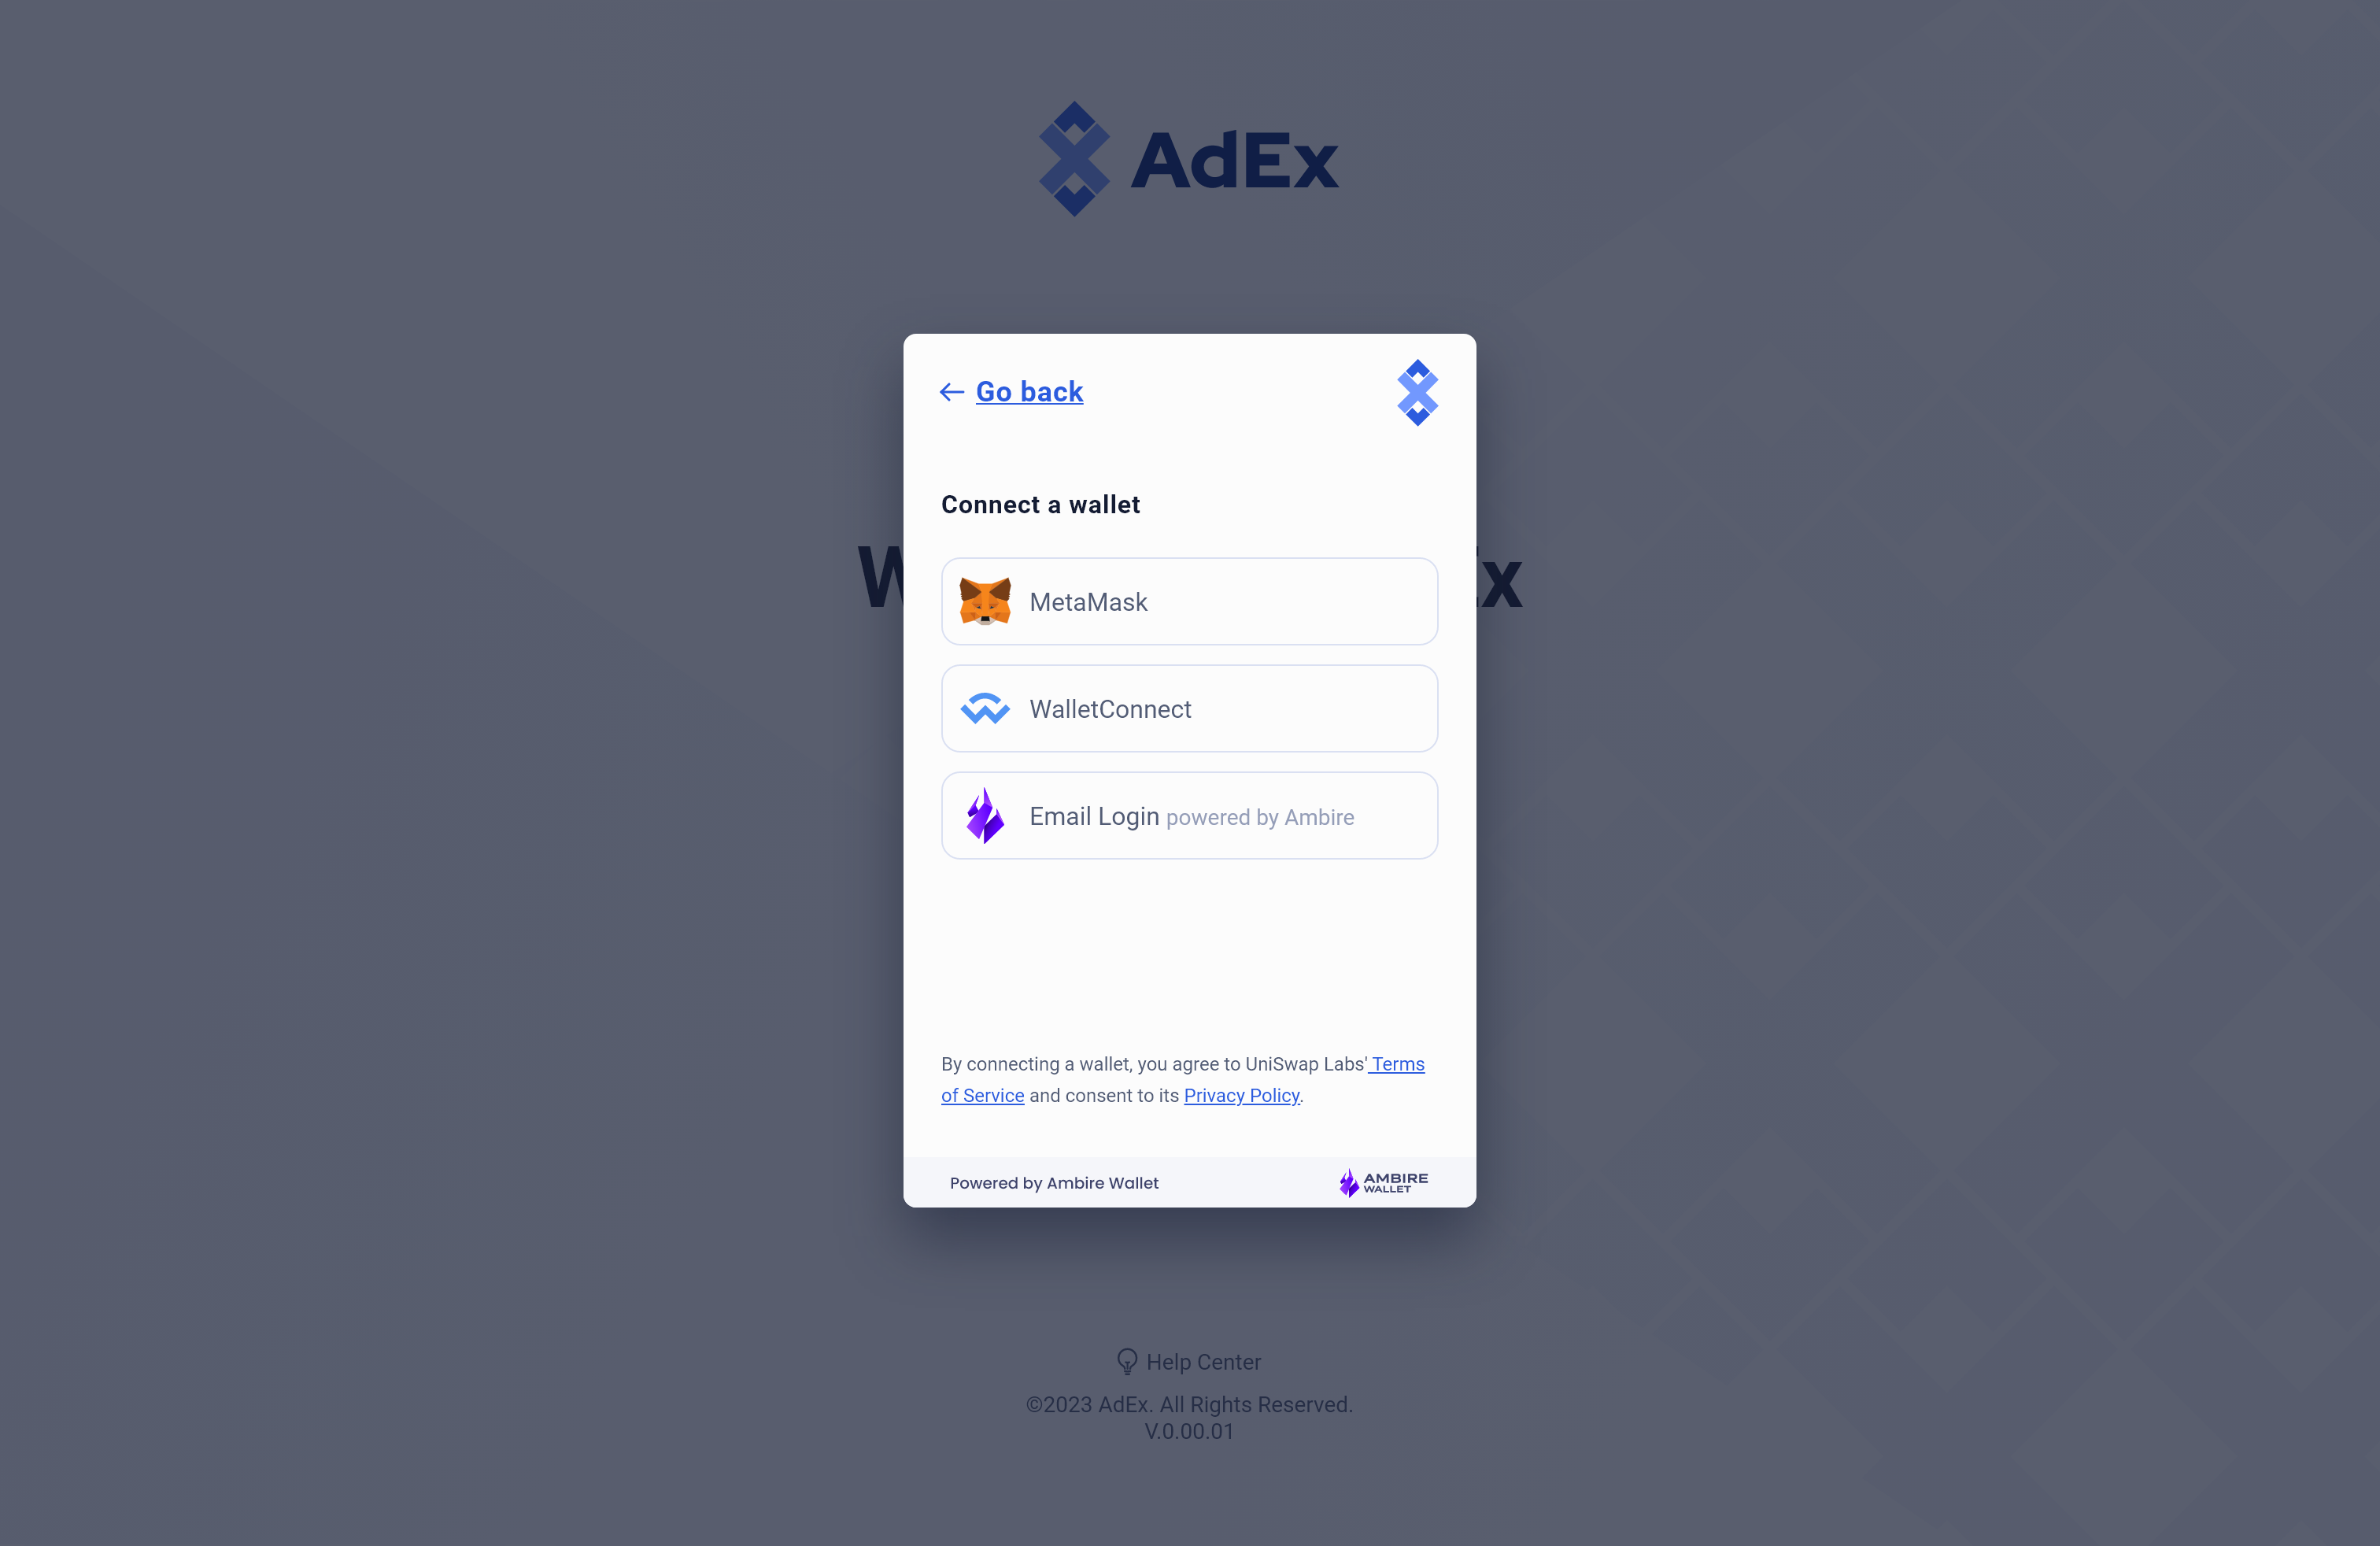 AdEx
Go back
Connect a wallet
MetaMask
WalletConnect
Email Login powered by Ambire
By connecting a wallet, you agree to UniSwap Labs' Terms
of Service and consent to its Privacy Policy.
Powered by Ambire Wallet
AMBIRE
WALLET
Help Center
©2023 AdEx. All Rights Reserved.
V.0.00.01